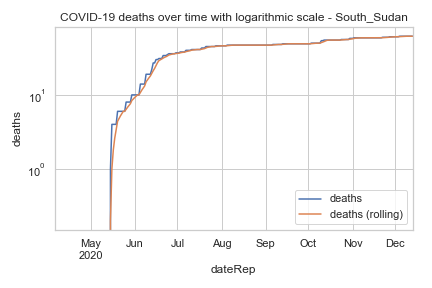 COVID-19 deaths over time with logarithmic scale - South_Sudan
deaths
10¹
10⁰
deaths
deaths (rolling)
May Jun Jul Aug Sep Oct Nov Dec
2020
dateRep